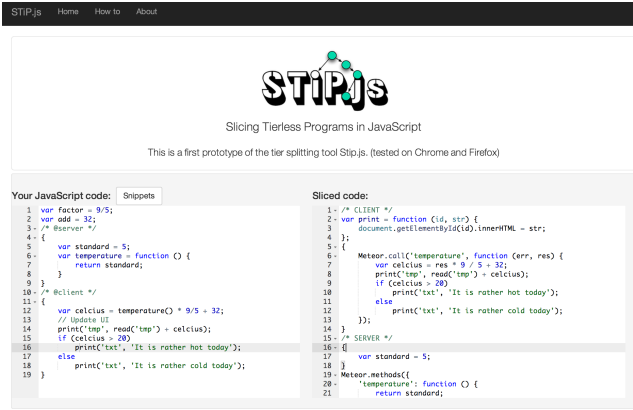 STiP.js Home How to About
STiP.js
Slicing Tierless Programs in JavaScript
This is a first prototype of the tier splitting tool Stip.js. (tested on Chrome and Firefox)
Your JavaScript code: Snippets
1 var factor = 9/5;
2 var add = 32;
3 /* @server */
4 {
5 var standard = 5;
6 var temperature = function () {
7 return standard;
8 }
9 }
10 /* @client */
11 {
12 var celcius = temperature() * 9/5 + 32;
13 // Update UI
14 print('tmp', read('tmp') + celcius);
15 if (celcius > 20)
16 print('txt', 'It is rather hot today');
17 else
18 print('txt', 'It is rather cold today');
19 }
Sliced code:
1 /* CLIENT */
2 var print = function (id, str) {
3 document.getElementById(id).innerHTML = str;
4 };
5 {
6 Meteor.call('temperature', function (err, res) {
7 var celcius = res * 9 / 5 + 32;
8 print('tmp', read('tmp') + celcius);
9 if (celcius > 20)
10 print('txt', 'It is rather hot today');
11 else
12 print('txt', 'It is rather cold today');
13 });
14 }
15 /* SERVER */
16 {
17 var standard = 5;
18 }
19 Meteor.methods({
20 'temperature': function () {
21 return standard;